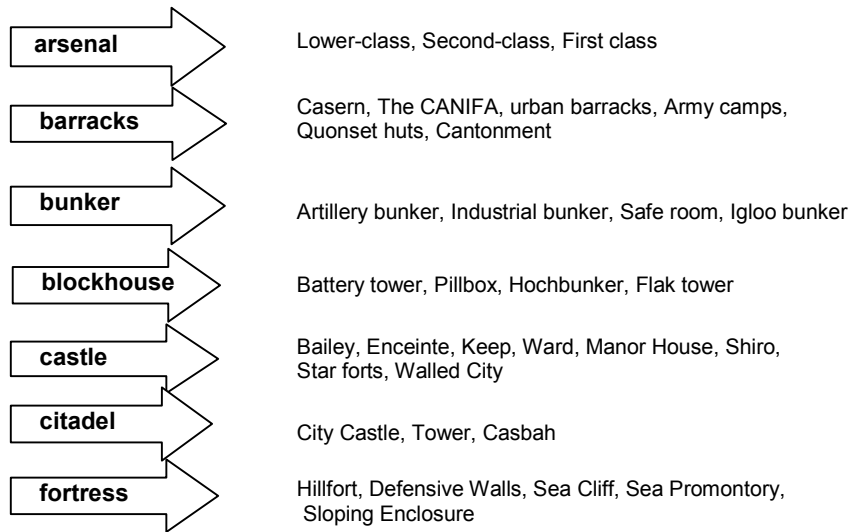 arsenal
Lower-class, Second-class, First class
barracks
Casern, The CANIFA, urban barracks, Army camps,
Quonset huts, Cantonment
bunker
Artillery bunker, Industrial bunker, Safe room, Igloo bunker
blockhouse
Battery tower, Pillbox, Hochbunker, Flak tower
castle
Bailey, Enceinte, Keep, Ward, Manor House, Shiro,
Star forts, Walled City
citadel
City Castle, Tower, Casbah
fortress
Hillfort, Defensive Walls, Sea Cliff, Sea Promontory,
Sloping Enclosure